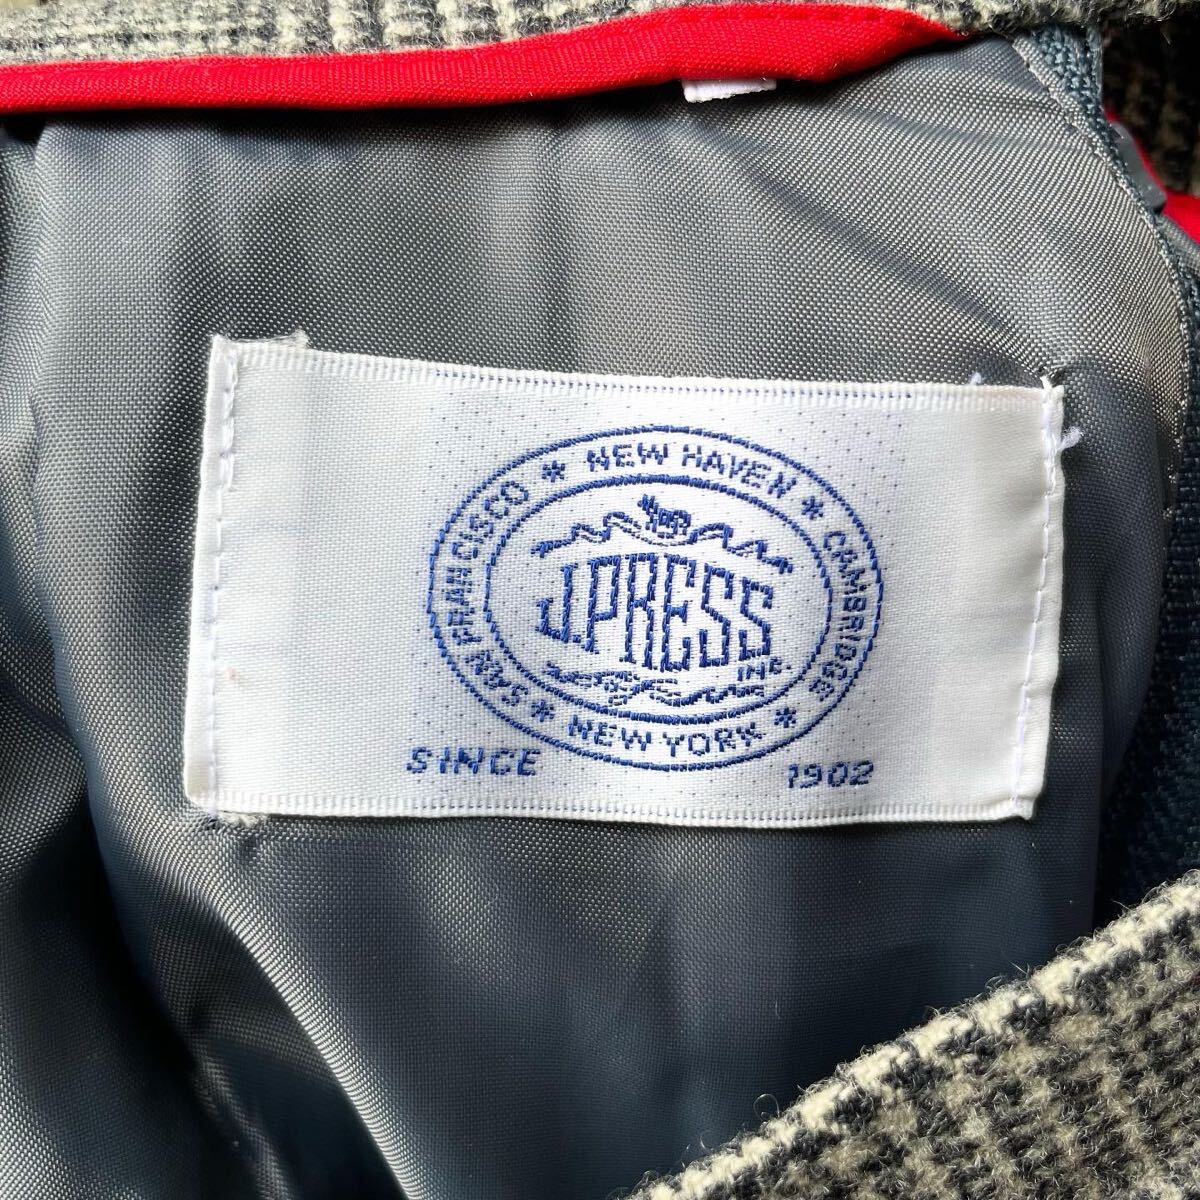 SAN FRANCISCO * NEW HAVEN * CAMBRIDGE * NEW YORK *
J.PRESS
INC.
SINCE 1902